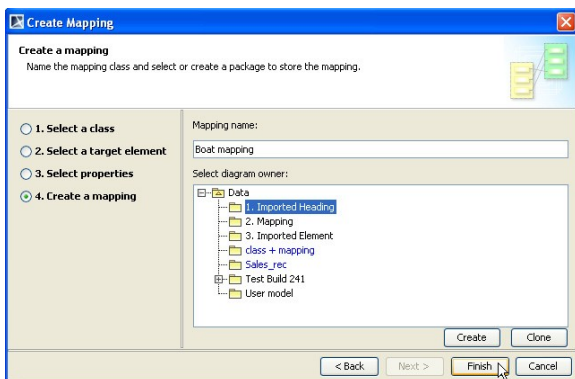 Create Mapping
Create a mapping
Name the mapping class and select or create a package to store the mapping.
1. Select a class
2. Select a target element
3. Select properties
4. Create a mapping
Mapping name:
Boat mapping
Select diagram owner:
Data
1. Imported Heading
2. Mapping
3. Imported Element
class + mapping
Sales_rec
Test Build 241
User model
Create Clone
< Back Next > Finish Cancel